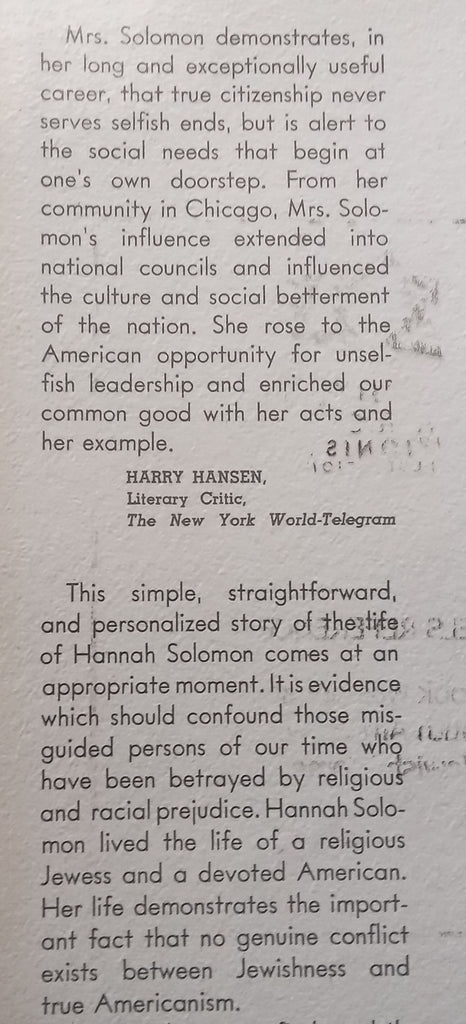 Mrs. Solomon demonstrates, in
her long and exceptionally useful
career, that true citizenship never
serves selfish ends, but is alert to
the social needs that begin at
one's own doorstep. From her
community in Chicago, Mrs. Solo-
mon's influence extended into
national councils and influenced
the culture and social betterment
of the nation. She rose to the
American opportunity for unsel-
fish leadership and enriched our
common good with her acts and
her example.
HARRY HANSEN,
Literary Critic,
The New York World-Telegram
This simple, straightforward,
and personalized story of the life
of Hannah Solomon comes at an
appropriate moment. It is evidence
which should confound those mis-
guided persons of our time who
have been betrayed by religious
and racial prejudice. Hannah Solo-
mon lived the life of a religious
Jewess and a devoted American.
Her life demonstrates the import-
ant fact that no genuine conflict
exists between Jewishness and
true Americanism.